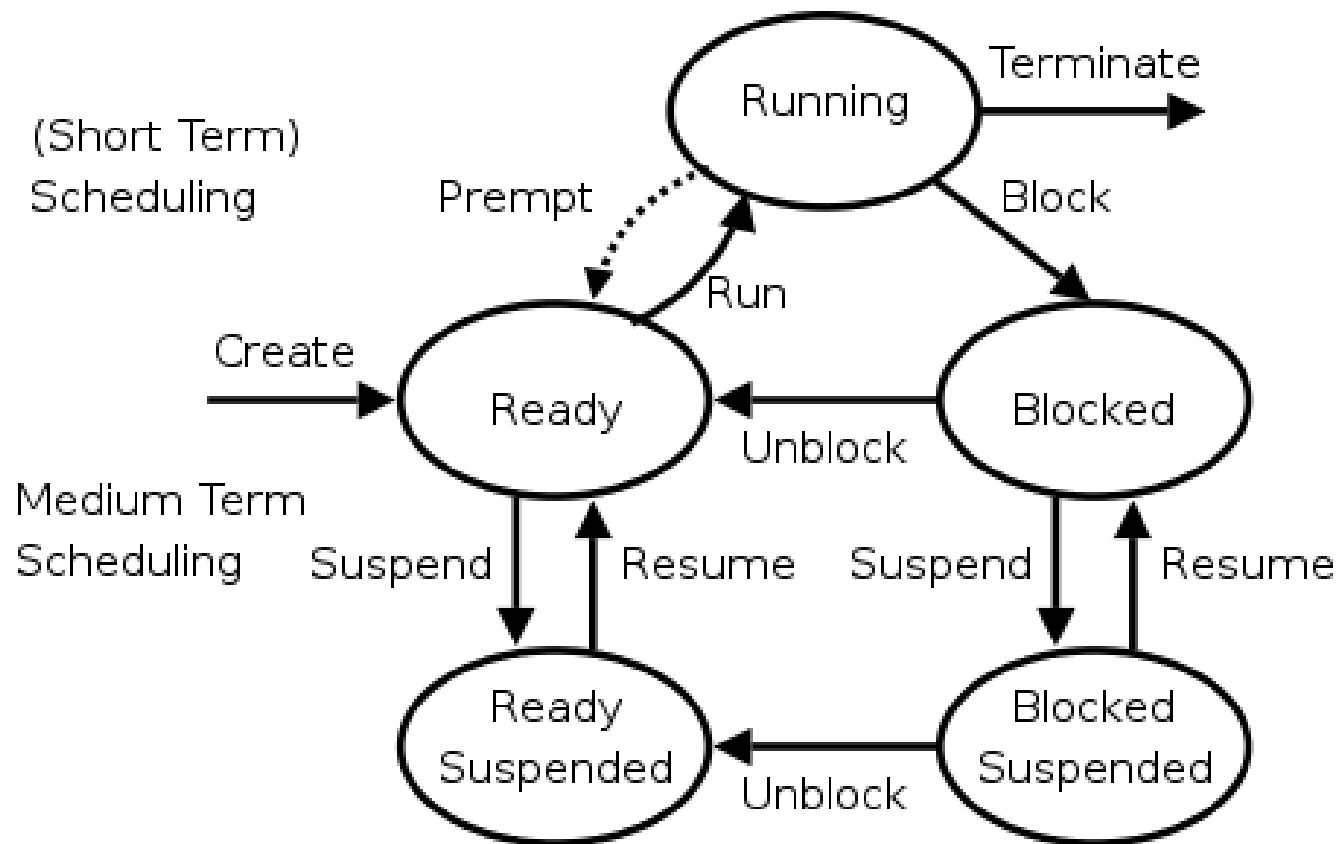 Running
Terminate
(Short Term)
Scheduling
Prempt
Block
Run
Create
Ready
Blocked
Unblock
Medium Term
Scheduling
Suspend
Resume
Suspend
Resume
Ready
Suspended
Blocked
Suspended
Unblock